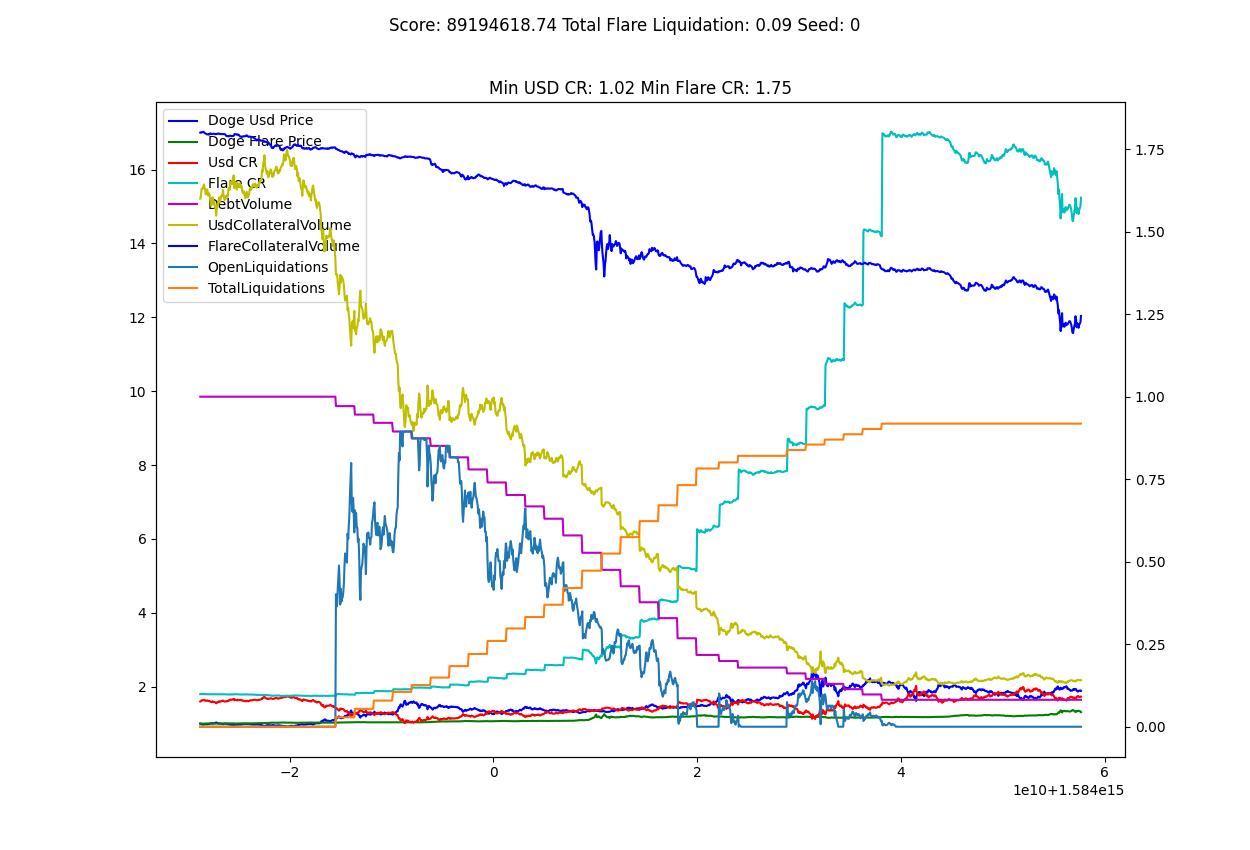 Score: 89194618.74 Total Flare Liquidation: 0.09 Seed: 0
Min USD CR: 1.02 Min Flare CR: 1.75
Doge Usd Price
Doge Flare Price
Usd CR
Flare CR
DebtVolume
UsdCollateralVolume
FlareCollateralVolume
OpenLiquidations
TotalLiquidations
16
14
12
10
8
6
4
2
1.75
1.50
1.25
1.00
0.75
0.50
0.25
0.00
−2
0
2
4
6
1e10+1.584e15